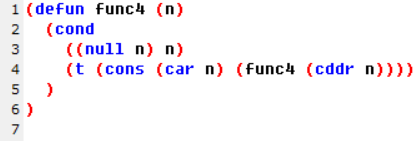 1 (defun func4 (n)
2   (cond
3     ((null n) n)
4     (t (cons (car n) (func4 (cddr n))))
5   )
6 )
7